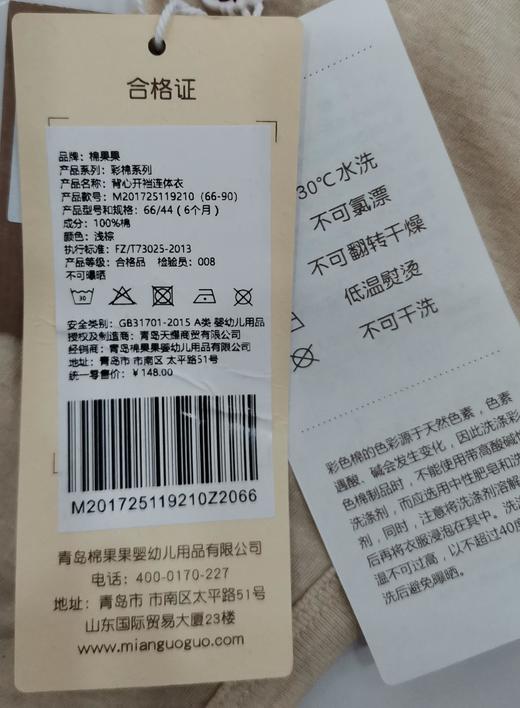 合格证
品牌：棉果果
产品系列：彩棉系列
产品名称：背心开裆连体衣
产品款号：M201725119210 (66-90)
产品型号和规格：66/44 (6个月)
成分：100%棉
颜色：浅棕
执行标准：FZ/T73025-2013
产品等级：合格品 检验员：008
不可曝晒
30
安全类别：GB31701-2015 A类 婴幼儿用品
授权及制造商：青岛天爍商贸有限公司
经销商：青岛棉果果婴幼儿用品有限公司
地址：青岛市 市南区 太平路51号
统一零售价：￥148.00
M201725119210Z2066
青岛棉果果婴幼儿用品有限公司
电话：400-0170-227
地址：青岛市 市南区太平路51号
山东国际贸易大厦23楼
www.mianguoguo.com
30℃水洗
不可氯漂
不可翻转干燥
低温熨烫
不可干洗
彩色棉的色彩源于天然色素，色素
遇酸、碱会发生变化，因此洗涤彩
色棉制品时，不能使用带高酸碱性
洗涤剂，而应选用中性肥皂和洗
剂，同时，注意将洗涤剂溶解
后再将衣服浸泡在其中。洗
温不可过高，以不超过40度
洗后避免曝晒。